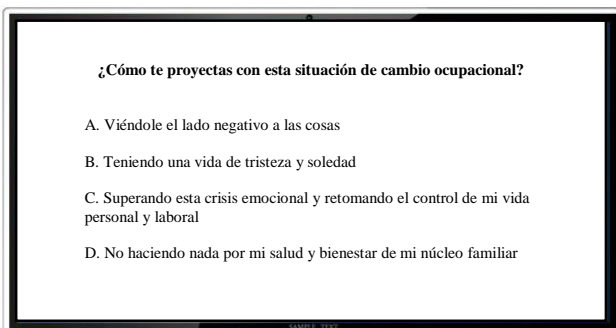 ¿Cómo te proyectas con esta situación de cambio ocupacional?
A. Viéndole el lado negativo a las cosas
B. Teniendo una vida de tristeza y soledad
C. Superando esta crisis emocional y retomando el control de mi vida
personal y laboral
D. No haciendo nada por mi salud y bienestar de mi núcleo familiar
SAMPLE TEXT